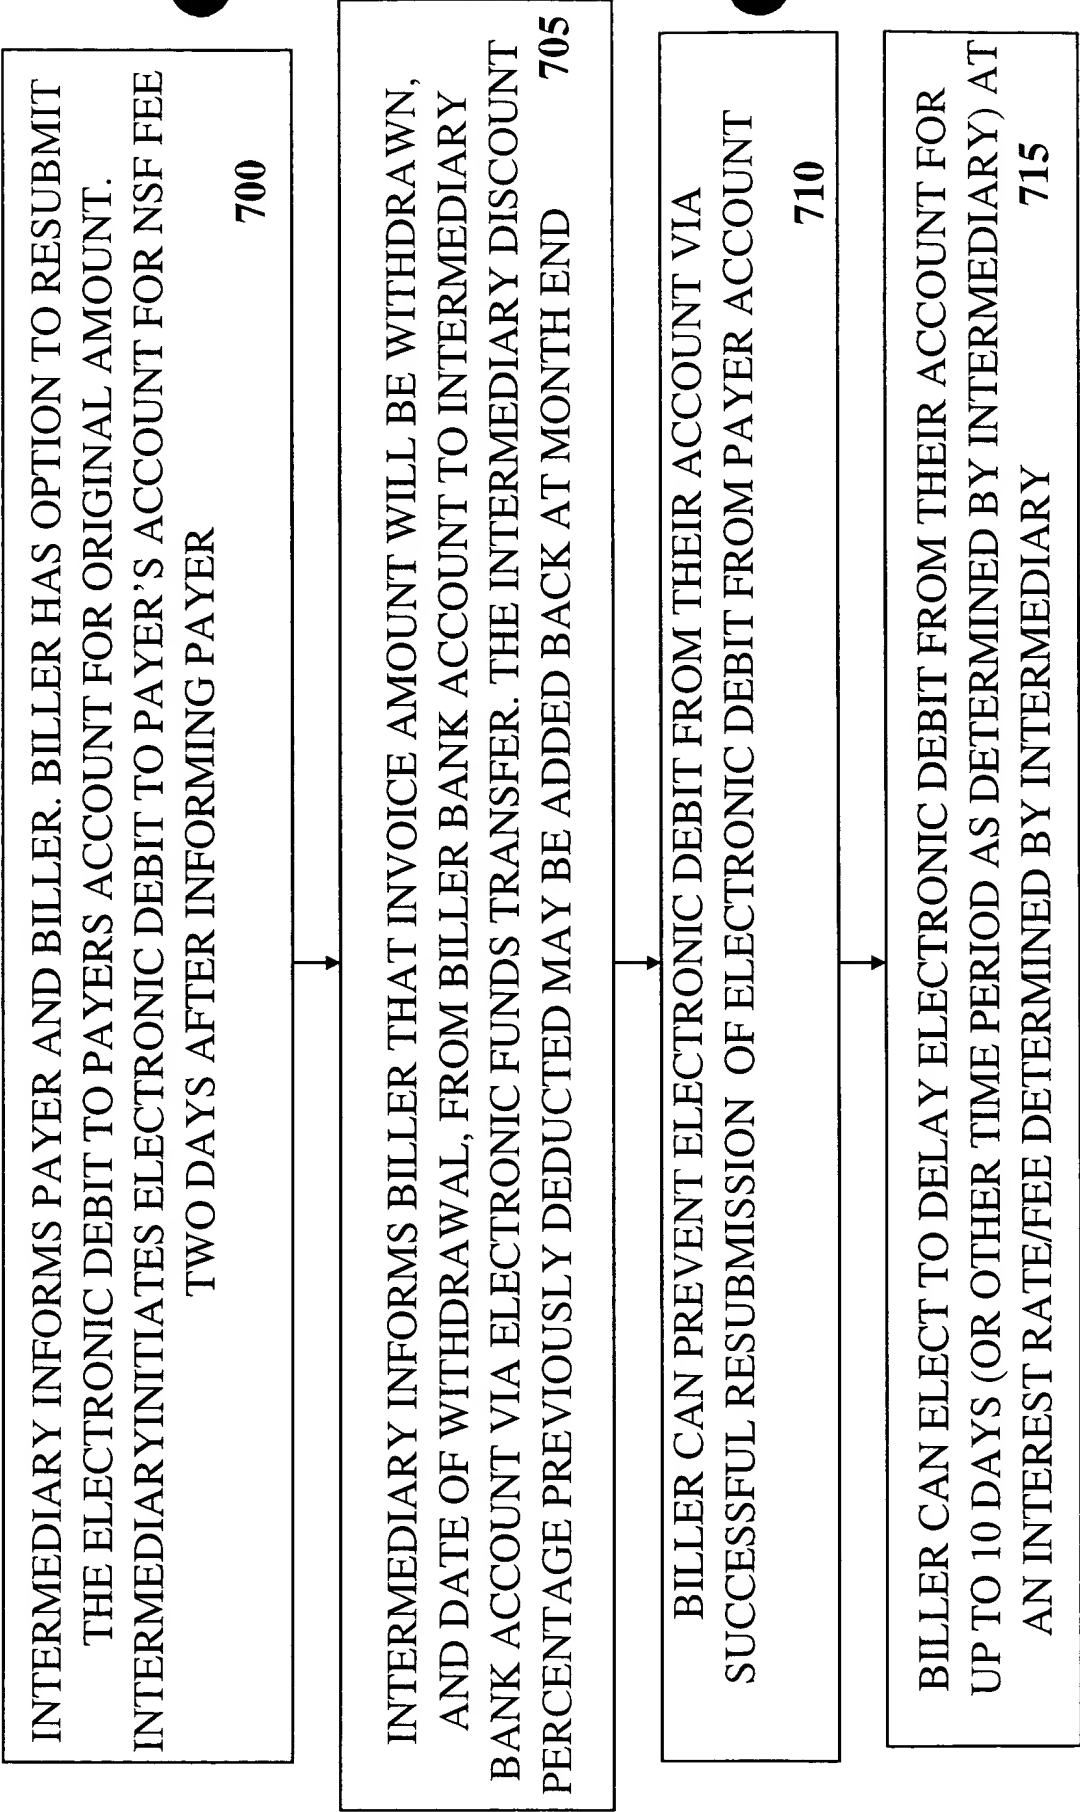 INTERMEDIARY INFORMS PAYER AND BILLER. BILLER HAS OPTION TO RESUBMIT
THE ELECTRONIC DEBIT TO PAYERS ACCOUNT FOR ORIGINAL AMOUNT.
INTERMEDIARYINITIATES ELECTRONIC DEBIT TO PAYER'S ACCOUNT FOR NSF FEE
TWO DAYS AFTER INFORMING PAYER
700
INTERMEDIARY INFORMS BILLER THAT INVOICE AMOUNT WILL BE WITHDRAWN,
AND DATE OF WITHDRAWAL, FROM BILLER BANK ACCOUNT TO INTERMEDIARY
BANK ACCOUNT VIA ELECTRONIC FUNDS TRANSFER. THE INTERMEDIARY DISCOUNT
PERCENTAGE PREVIOUSLY DEDUCTED MAY BE ADDED BACK AT MONTH END
705
BILLER CAN PREVENT ELECTRONIC DEBIT FROM THEIR ACCOUNT VIA
SUCCESSFUL RESUBMISSION OF ELECTRONIC DEBIT FROM PAYER ACCOUNT
710
BILLER CAN ELECT TO DELAY ELECTRONIC DEBIT FROM THEIR ACCOUNT FOR
UP TO 10 DAYS (OR OTHER TIME PERIOD AS DETERMINED BY INTERMEDIARY) AT
AN INTEREST RATE/FEE DETERMINED BY INTERMEDIARY
715